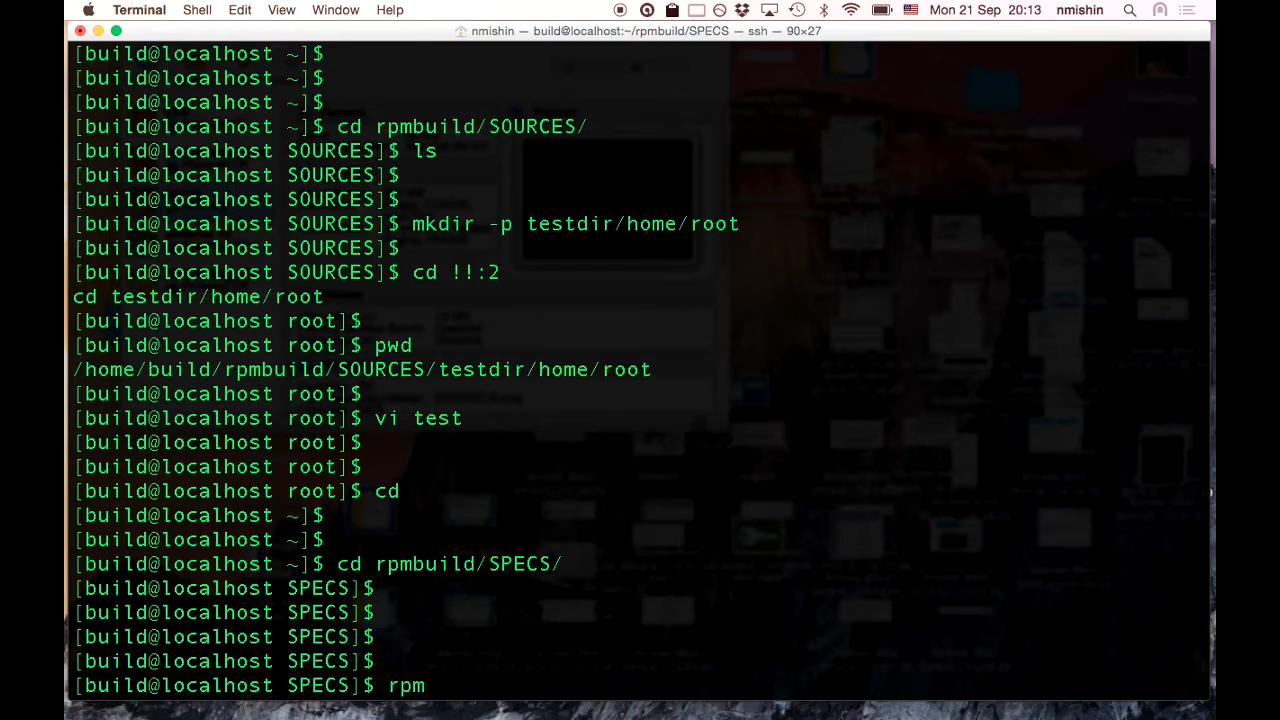 Terminal Shell Edit View Window Help Mon 21 Sep 20:13 nmishin
nmishin — build@localhost:~/rpmbuild/SPECS — ssh — 90×27
[build@localhost ~]$
[build@localhost ~]$
[build@localhost ~]$
[build@localhost ~]$ cd rpmbuild/SOURCES/
[build@localhost SOURCES]$ ls
[build@localhost SOURCES]$
[build@localhost SOURCES]$
[build@localhost SOURCES]$ mkdir -p testdir/home/root
[build@localhost SOURCES]$
[build@localhost SOURCES]$ cd !!:2
cd testdir/home/root
[build@localhost root]$
[build@localhost root]$ pwd
/home/build/rpmbuild/SOURCES/testdir/home/root
[build@localhost root]$
[build@localhost root]$ vi test
[build@localhost root]$
[build@localhost root]$
[build@localhost root]$ cd
[build@localhost ~]$
[build@localhost ~]$
[build@localhost ~]$ cd rpmbuild/SPECS/
[build@localhost SPECS]$
[build@localhost SPECS]$
[build@localhost SPECS]$
[build@localhost SPECS]$
[build@localhost SPECS]$ rpm